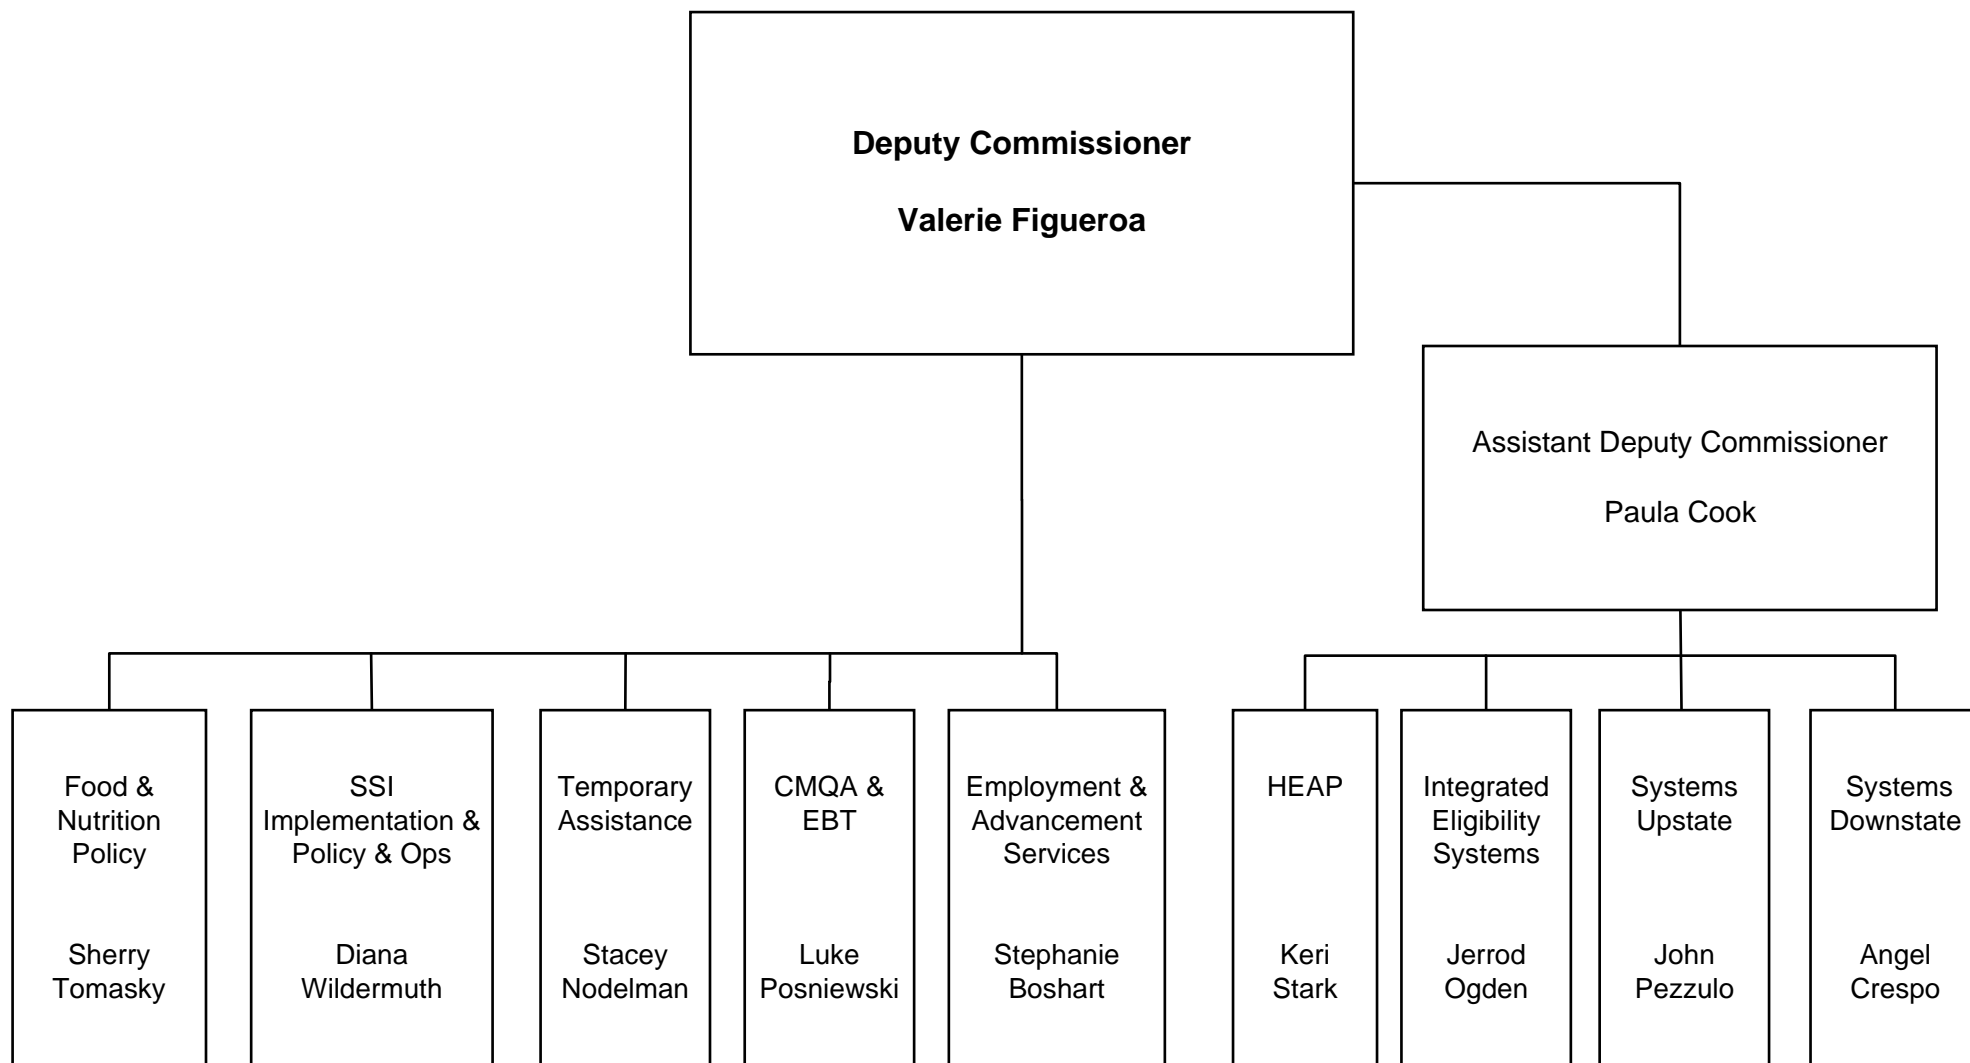 Deputy Commissioner
Valerie Figueroa
Assistant Deputy Commissioner
Paula Cook
Food &
Nutrition
Policy
Sherry
Tomasky
SSI
Implementation &
Policy & Ops
Diana
Wildermuth
Temporary
Assistance
Stacey
Nodelman
CMQA &
EBT
Luke
Posniewski
Employment &
Advancement
Services
Stephanie
Boshart
HEAP
Keri
Stark
Integrated
Eligibility
Systems
Jerrod
Ogden
Systems
Upstate
John
Pezzulo
Systems
Downstate
Angel
Crespo